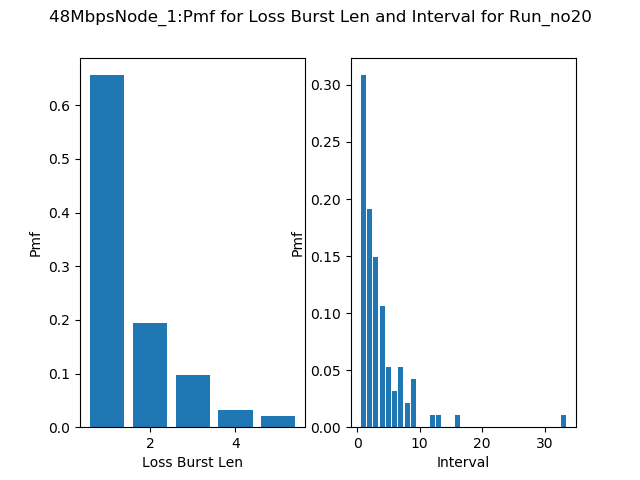 48MbpsNode_1:Pmf for Loss Burst Len and Interval for Run_no20
Pmf
0.6
0.5
0.4
0.3
0.2
0.1
0.0
2 4
Loss Burst Len
Pmf
0.30
0.25
0.20
0.15
0.10
0.05
0.00
0 10 20 30
Interval